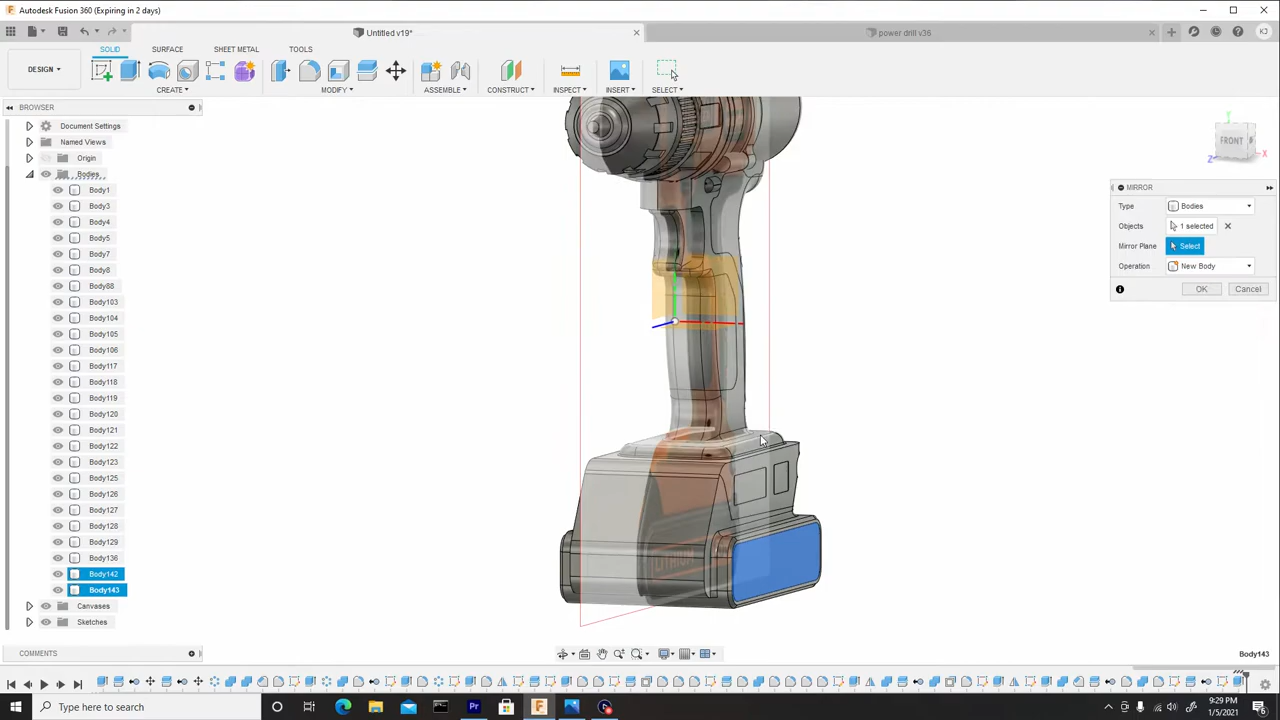 Autodesk Fusion 360 (Expiring in 2 days)
Untitled v19*
power drill v36
KJ
SOLID SURFACE SHEET METAL TOOLS
DESIGN
CREATE MODIFY ASSEMBLE CONSTRUCT INSPECT INSERT SELECT
BROWSER
Document Settings
Named Views
Origin
Bodies
Body1
Body3
Body4
Body5
Body7
Body8
Body88
Body103
Body104
Body105
Body106
Body117
Body118
Body119
Body120
Body121
Body122
Body123
Body125
Body126
Body127
Body128
Body129
Body136
Body142
Body143
Canvases
Sketches
COMMENTS
FRONT
Z
X
MIRROR
Type Bodies
Objects 1 selected
Mirror Plane Select
Operation New Body
OK Cancel
Body143
Type here to search
Pr
9:29 PM
1/5/2021